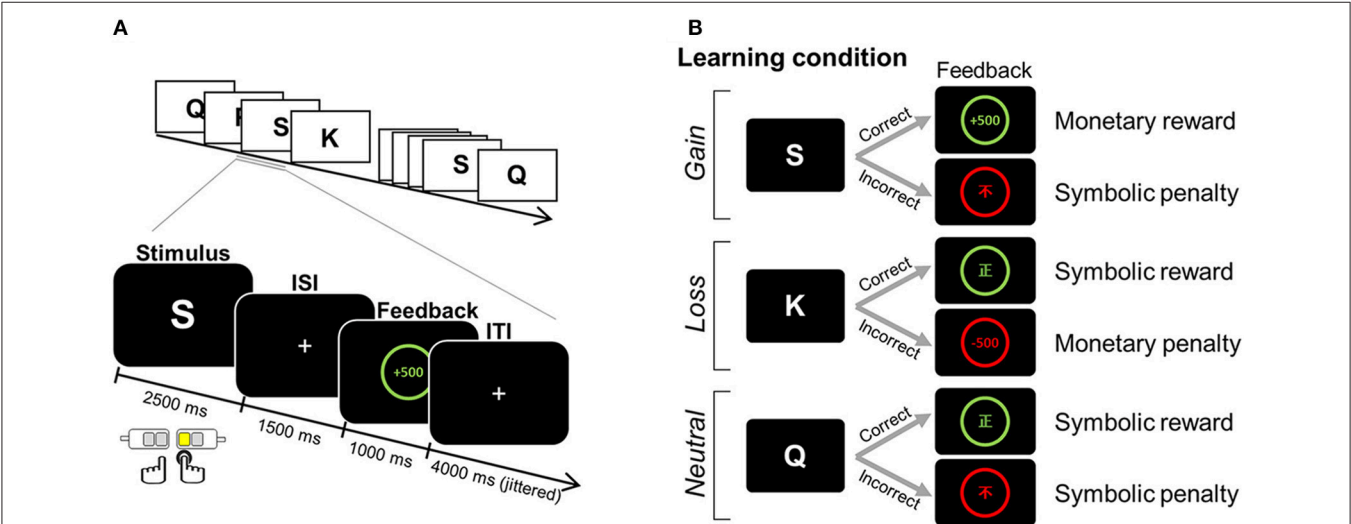 A
Q
S
K
S
Q
Stimulus
S
ISI
+
Feedback
+500
ITI
+
2500 ms
1500 ms
1000 ms
4000 ms (jittered)
B
Learning condition
Feedback
Gain
S
Correct
Incorrect
+500
Monetary reward
不
Symbolic penalty
Loss
K
Correct
Incorrect
正
Symbolic reward
-500
Monetary penalty
Neutral
Q
Correct
Incorrect
正
Symbolic reward
不
Symbolic penalty